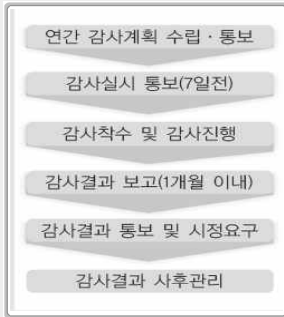 연간 감사계획 수립 · 통보
감사실시 통보(7일전)
감사착수 및 감사진행
감사결과 보고(1개월 이내)
감사결과 통보 및 시정요구
감사결과 사후관리